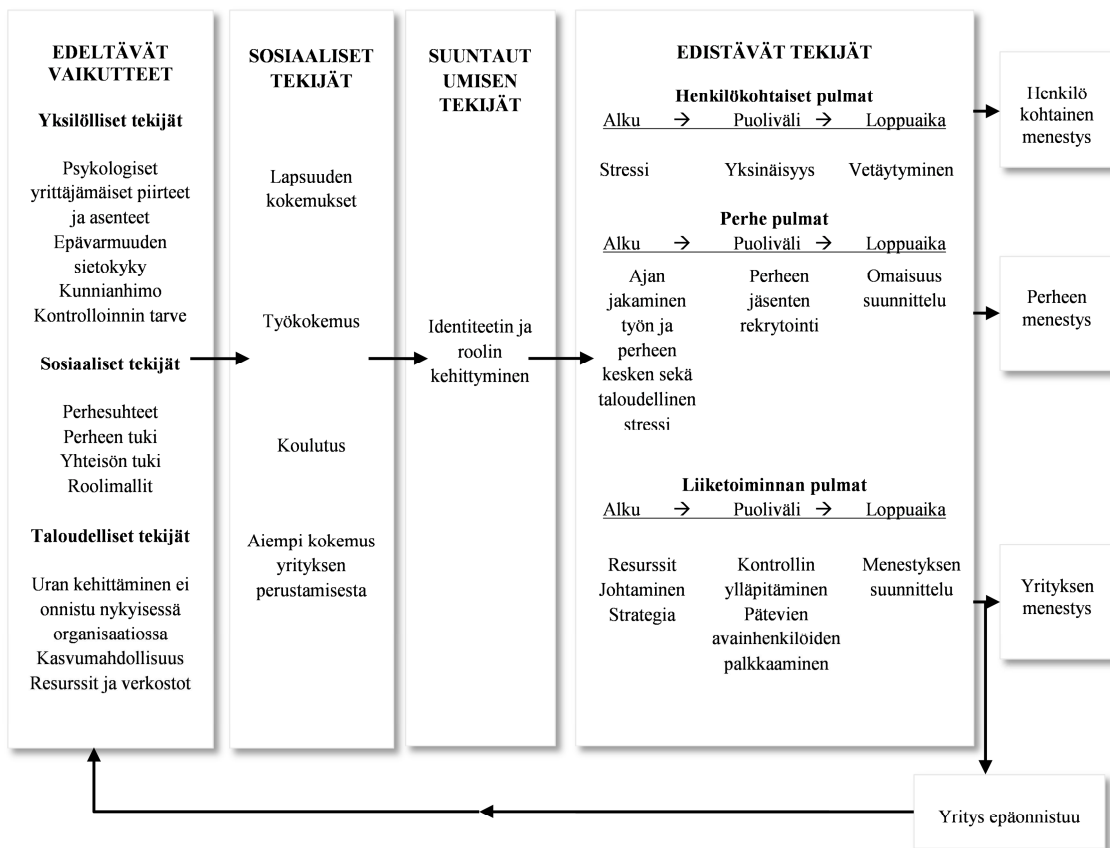 EDELTÄVÄT
VAIKUTTEET
Yksilölliset tekijät
Psykologiset
yrittäjämäiset piirteet
ja asenteet
Epävarmuuden
sietokyky
Kunnianhimo
Kontrolloinnin tarve
Sosiaaliset tekijät
Perhesuhteet
Perheen tuki
Yhteisön tuki
Roolimallit
Taloudelliset tekijät
Uran kehittäminen ei
onnistu nykyisessä
organisaatiossa
Kasvumahdollisuus
Resurssit ja verkostot
SOSIAALISET
TEKIJÄT
Lapsuuden
kokemukset
Työkokemus
Koulutus
Aiempi kokemus
yrityksen
perustamisesta
SUUNTAUT
UMISEN
TEKIJÄT
Identiteetin ja
roolin
kehittyminen
EDISTÄVÄT TEKIJÄT
Henkilökohtaiset pulmat
Alku → Puoliväli → Loppuaika
Stressi Yksinäisyys Vetäytyminen
Perhe pulmat
Alku → Puoliväli → Loppuaika
Ajan
jakaminen
työn ja
perheen
kesken sekä
taloudellinen
stressi
Perheen
jäsenten
rekrytointi
Omaisuus
suunnittelu
Liiketoiminnan pulmat
Alku → Puoliväli → Loppuaika
Resurssit
Johtaminen
Strategia
Kontrollin
ylläpitäminen
Pätevien
avainhenkilöiden
palkkaaminen
Menestyksen
suunnittelu
Henkilö
kohtainen
menestys
Perheen
menestys
Yrityksen
menestys
Yritys epäonnistuu